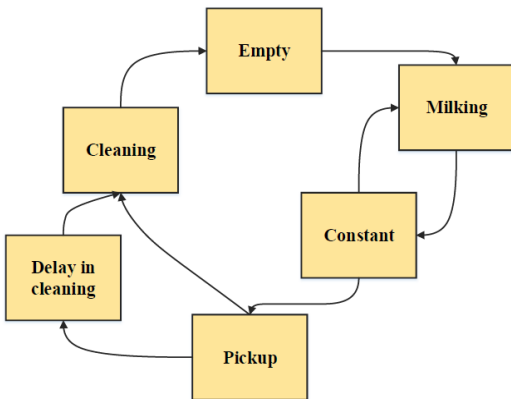 Empty
Milking
Cleaning
Constant
Delay in
cleaning
Pickup